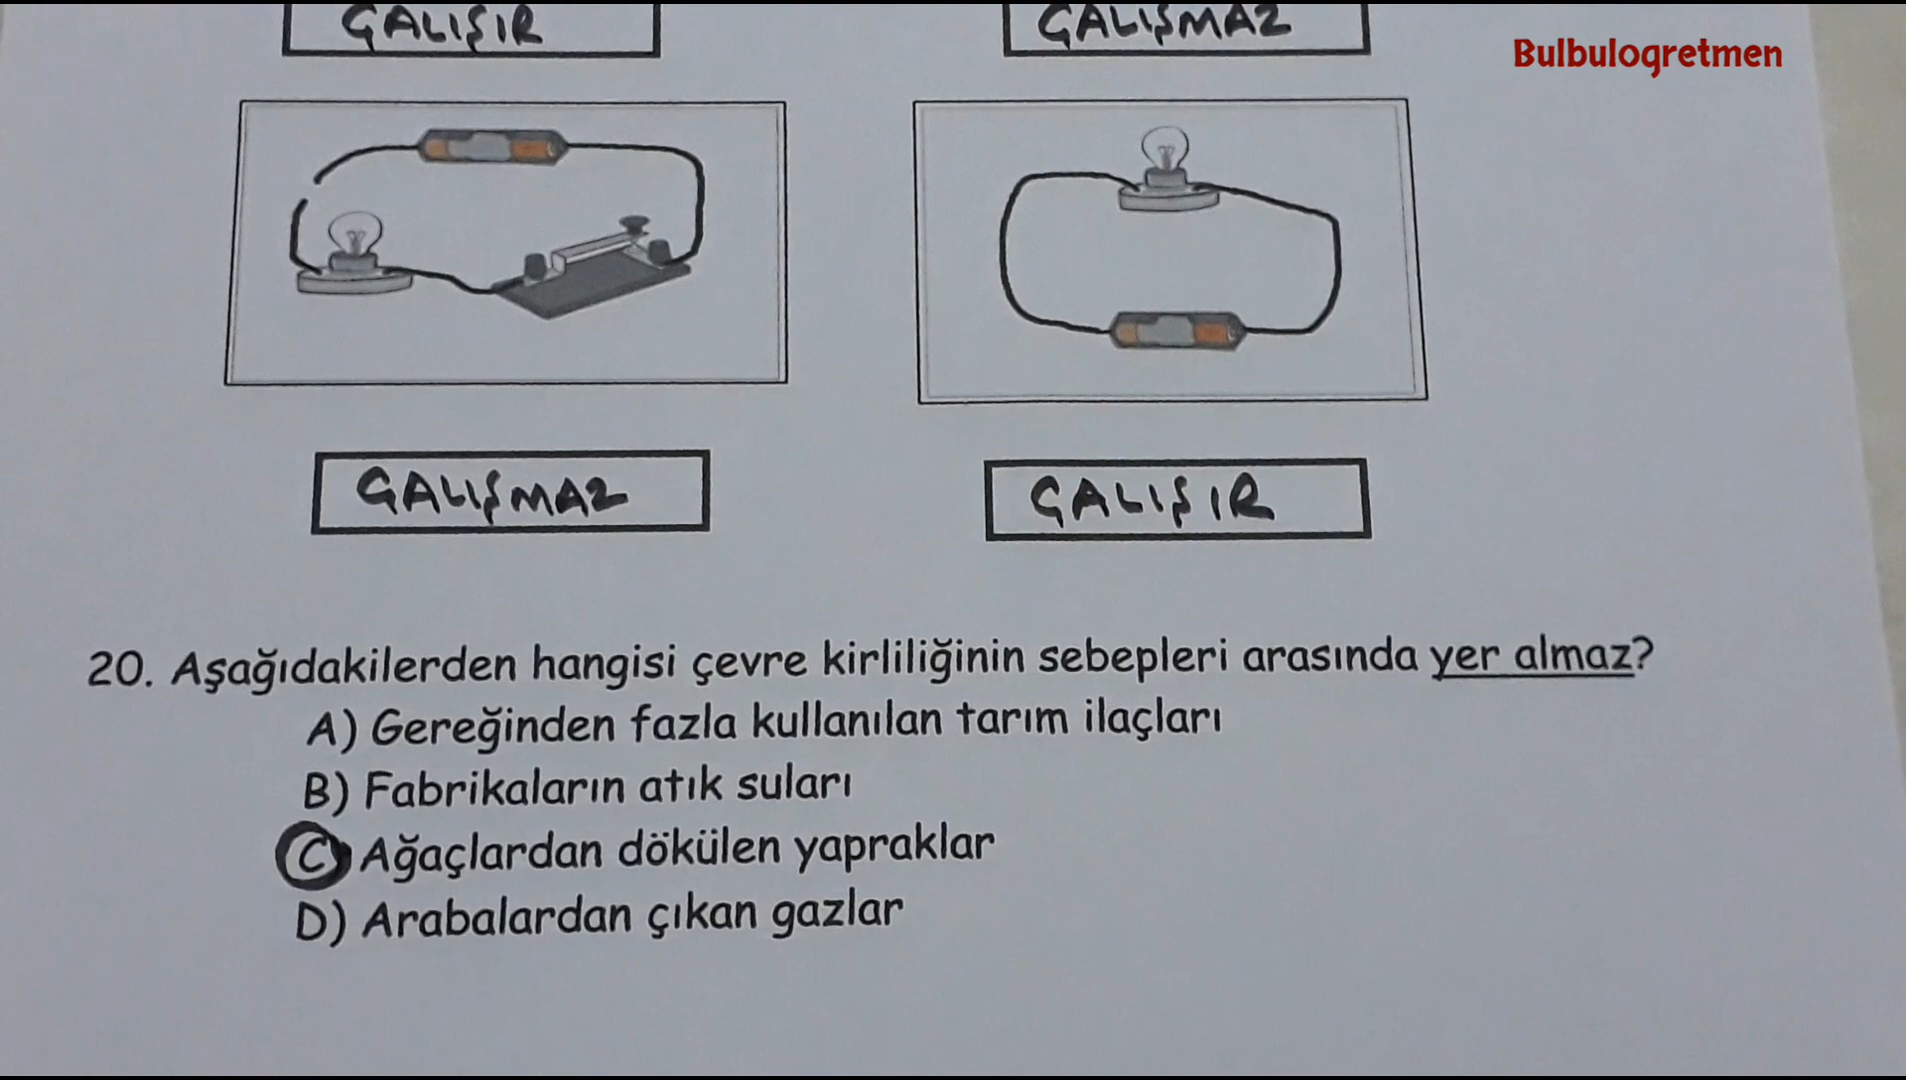 ÇALIŞIR
ÇALIŞMAZ
Bulbulogretmen
ÇALIŞMAZ
ÇALIŞIR
20. Aşağıdakilerden hangisi çevre kirliliğinin sebepleri arasında yer almaz?
A) Gereğinden fazla kullanılan tarım ilaçları
B) Fabrikaların atık suları
C) Ağaçlardan dökülen yapraklar
D) Arabalardan çıkan gazlar